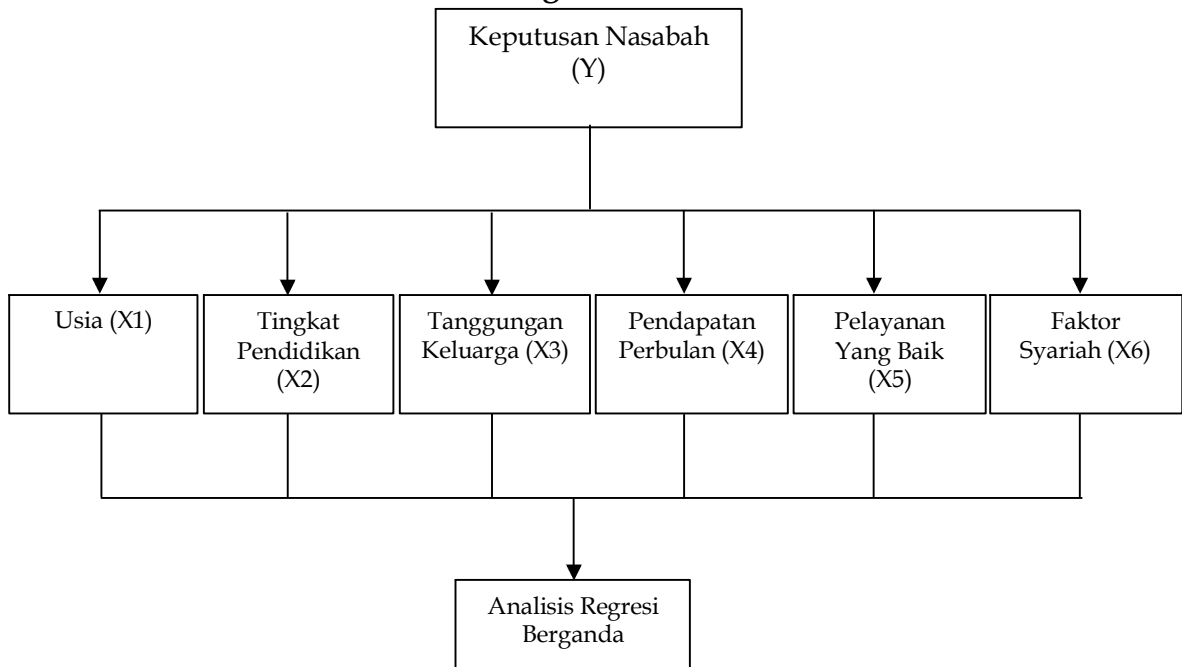 Keputusan Nasabah
(Y)
Usia (X1)
Tingkat
Pendidikan
(X2)
Tanggungan
Keluarga (X3)
Pendapatan
Perbulan (X4)
Pelayanan
Yang Baik
(X5)
Faktor
Syariah (X6)
Analisis Regresi
Berganda